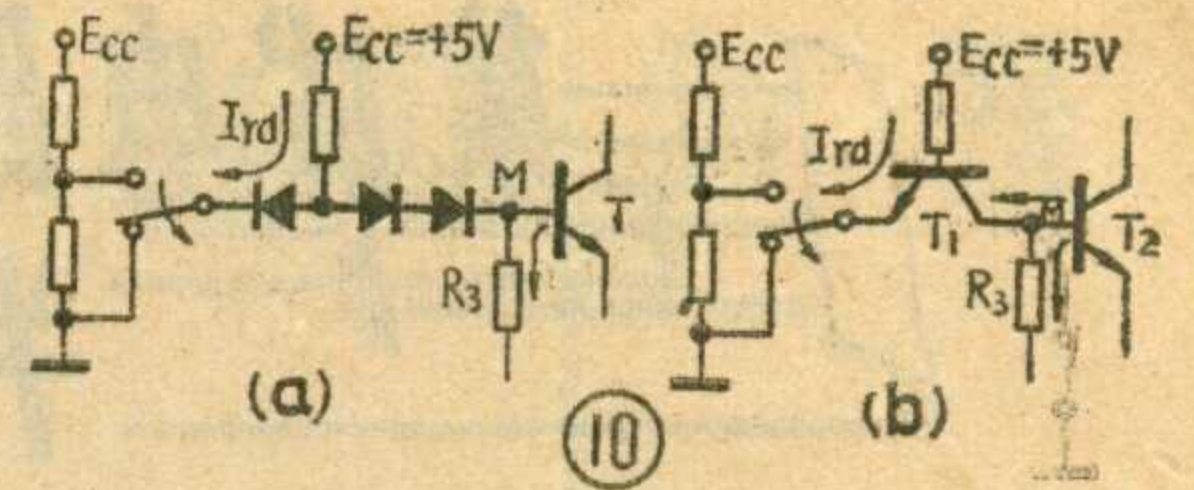 Ecc Ecc=+5V Ecc Ecc=+5V
Ird M T Ird M T1 T2
R3 R3
(a) (b)
10